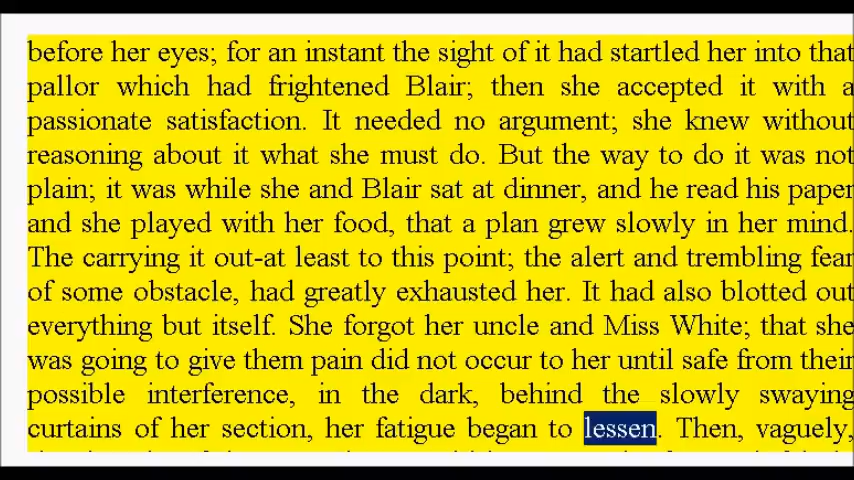 before her eyes; for an instant the sight of it had startled her into that
pallor which had frightened Blair; then she accepted it with a
passionate satisfaction. It needed no argument; she knew without
reasoning about it what she must do. But the way to do it was not
plain; it was while she and Blair sat at dinner, and he read his paper
and she played with her food, that a plan grew slowly in her mind.
The carrying it out-at least to this point; the alert and trembling fear
of some obstacle, had greatly exhausted her. It had also blotted out
everything but itself. She forgot her uncle and Miss White; that she
was going to give them pain did not occur to her until safe from their
possible interference, in the dark, behind the slowly swaying
curtains of her section, her fatigue began to lessen. Then, vaguely,